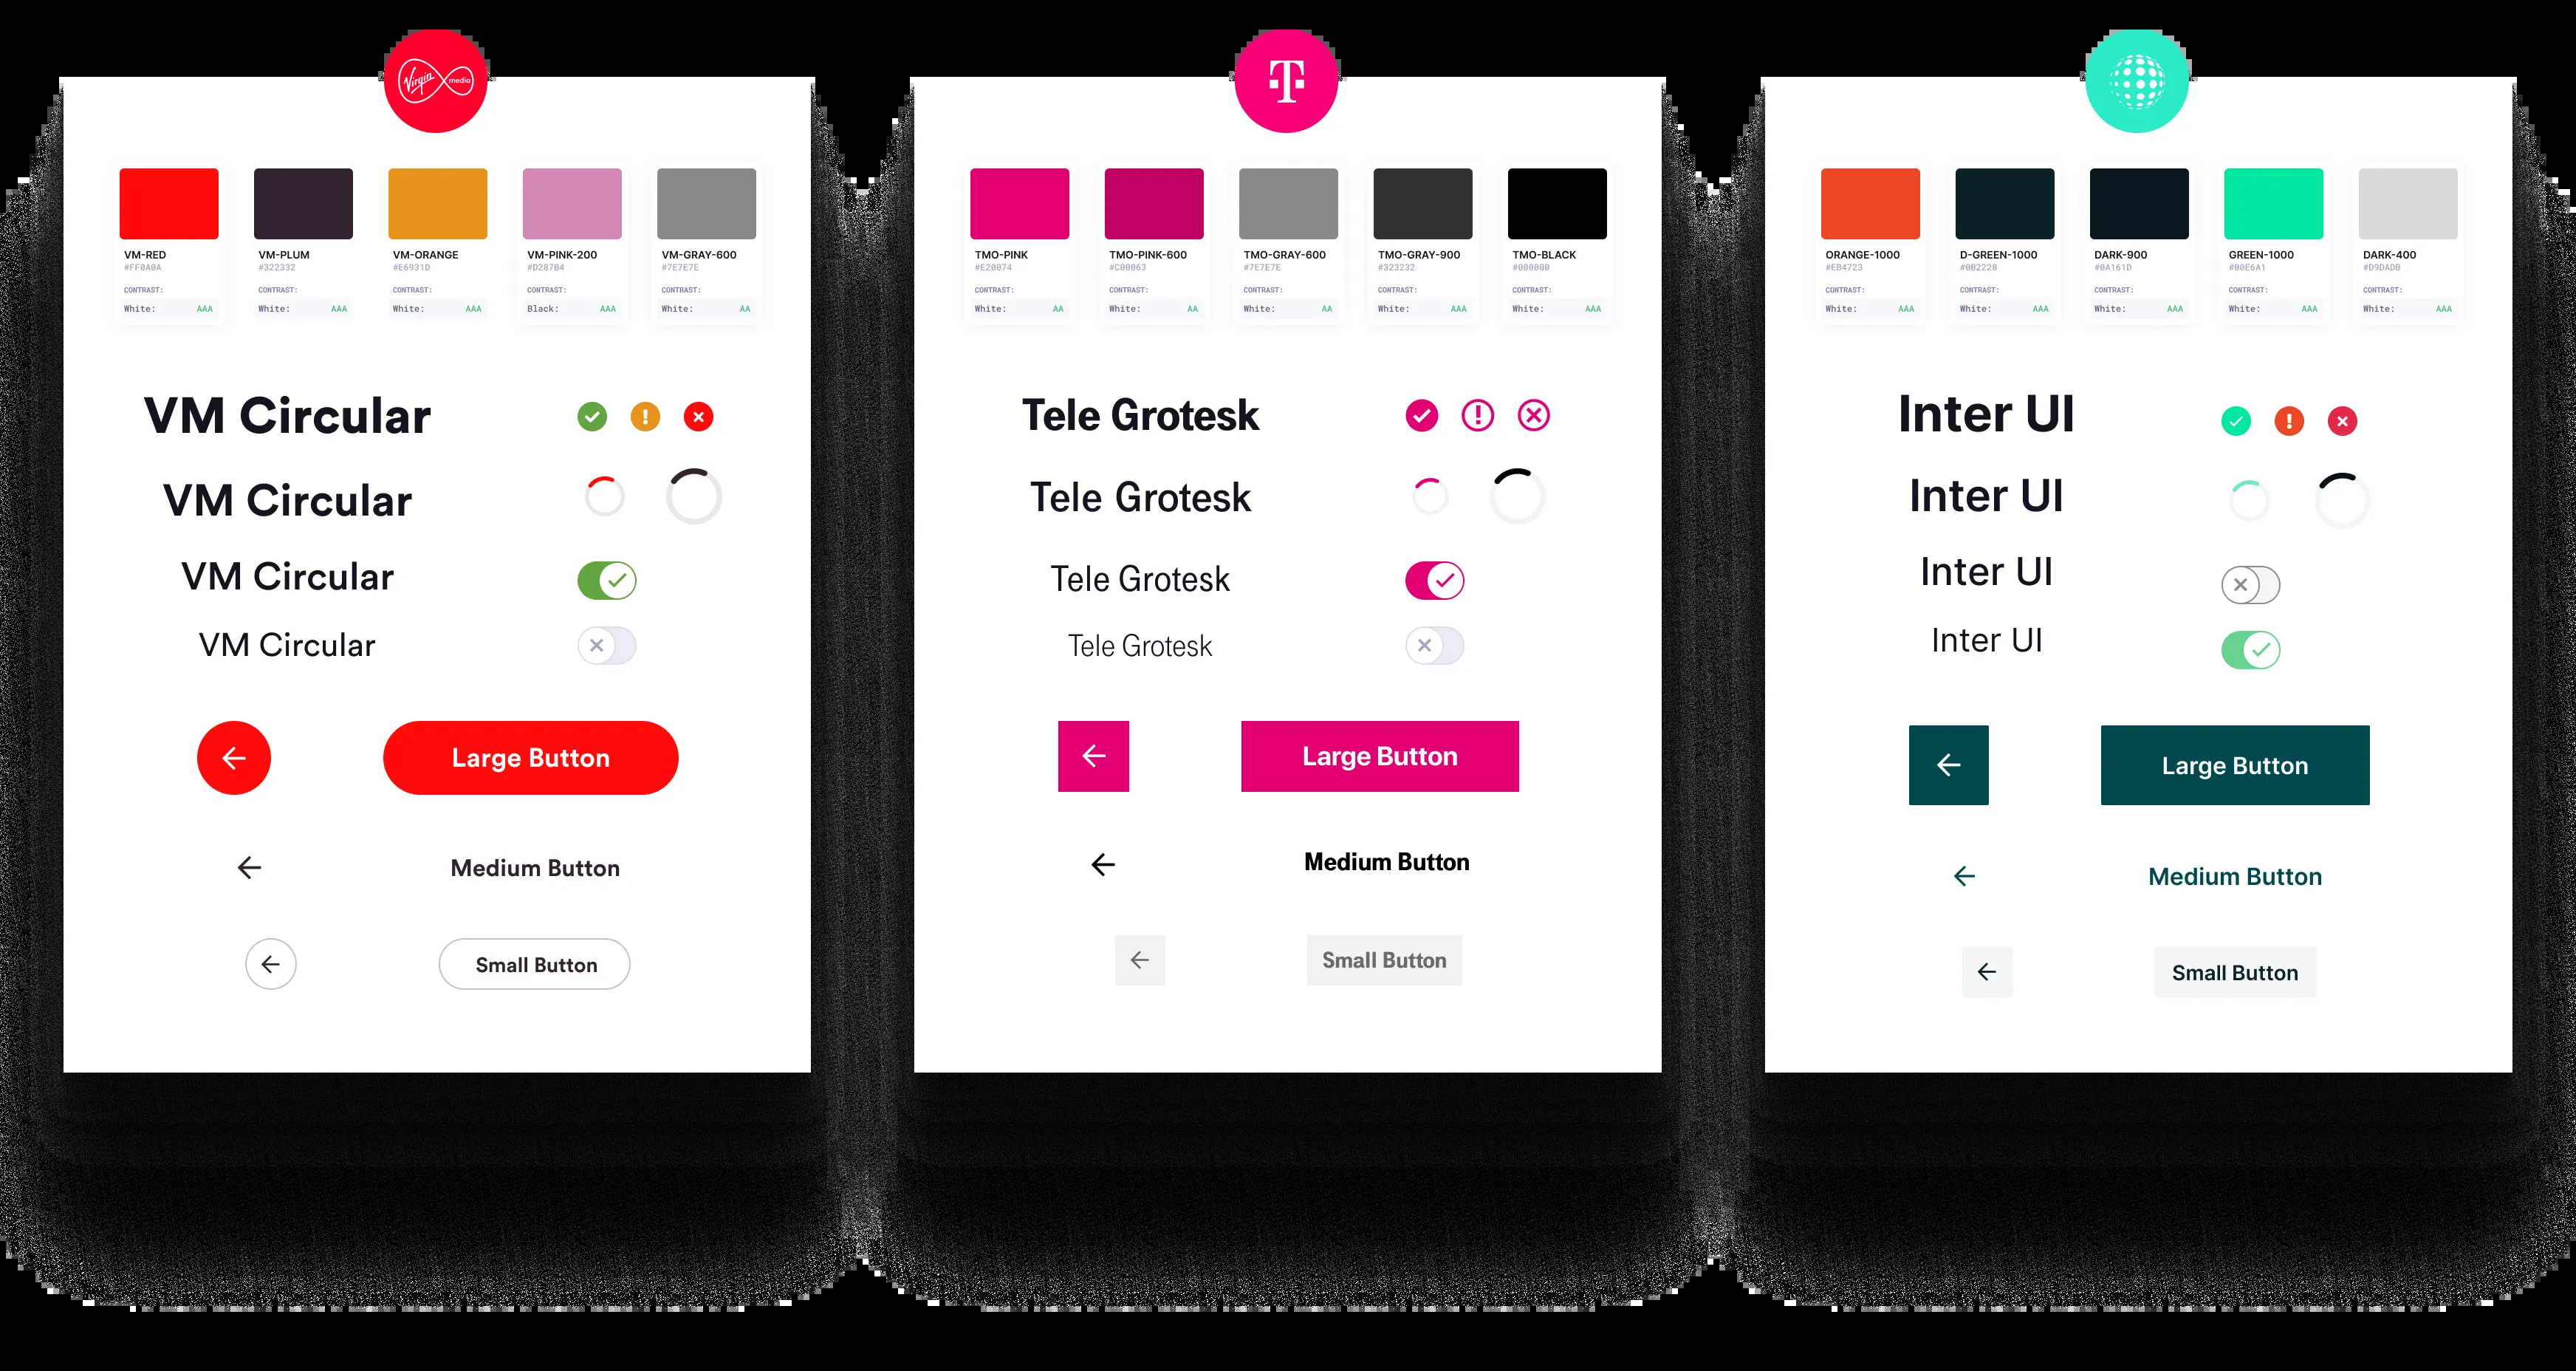 Virgin media
T
VM-RED
#FF0A0A
CONTRAST:
White: AAA
VM-PLUM
#322332
CONTRAST:
White: AAA
VM-ORANGE
#E6931D
CONTRAST:
White: AAA
VM-PINK-200
#D287B4
CONTRAST:
Black: AAA
VM-GRAY-600
#7E7E7E
CONTRAST:
White: AA
VM Circular
VM Circular
VM Circular
VM Circular
Large Button
Medium Button
Small Button
TMO-PINK
#E20074
CONTRAST:
White: AA
TMO-PINK-600
#C00063
CONTRAST:
White: AA
TMO-GRAY-600
#7E7E7E
CONTRAST:
White: AA
TMO-GRAY-900
#323232
CONTRAST:
White: AAA
TMO-BLACK
#000000
CONTRAST:
White: AAA
Tele Grotesk
Tele Grotesk
Tele Grotesk
Tele Grotesk
Large Button
Medium Button
Small Button
ORANGE-1000
#EB4723
CONTRAST:
White: AAA
D-GREEN-1000
#0B2228
CONTRAST:
White: AAA
DARK-900
#0A161D
CONTRAST:
White: AAA
GREEN-1000
#00E6A1
CONTRAST:
White: AAA
DARK-400
#D9DADB
CONTRAST:
White: AAA
Inter UI
Inter UI
Inter UI
Inter UI
Large Button
Medium Button
Small Button